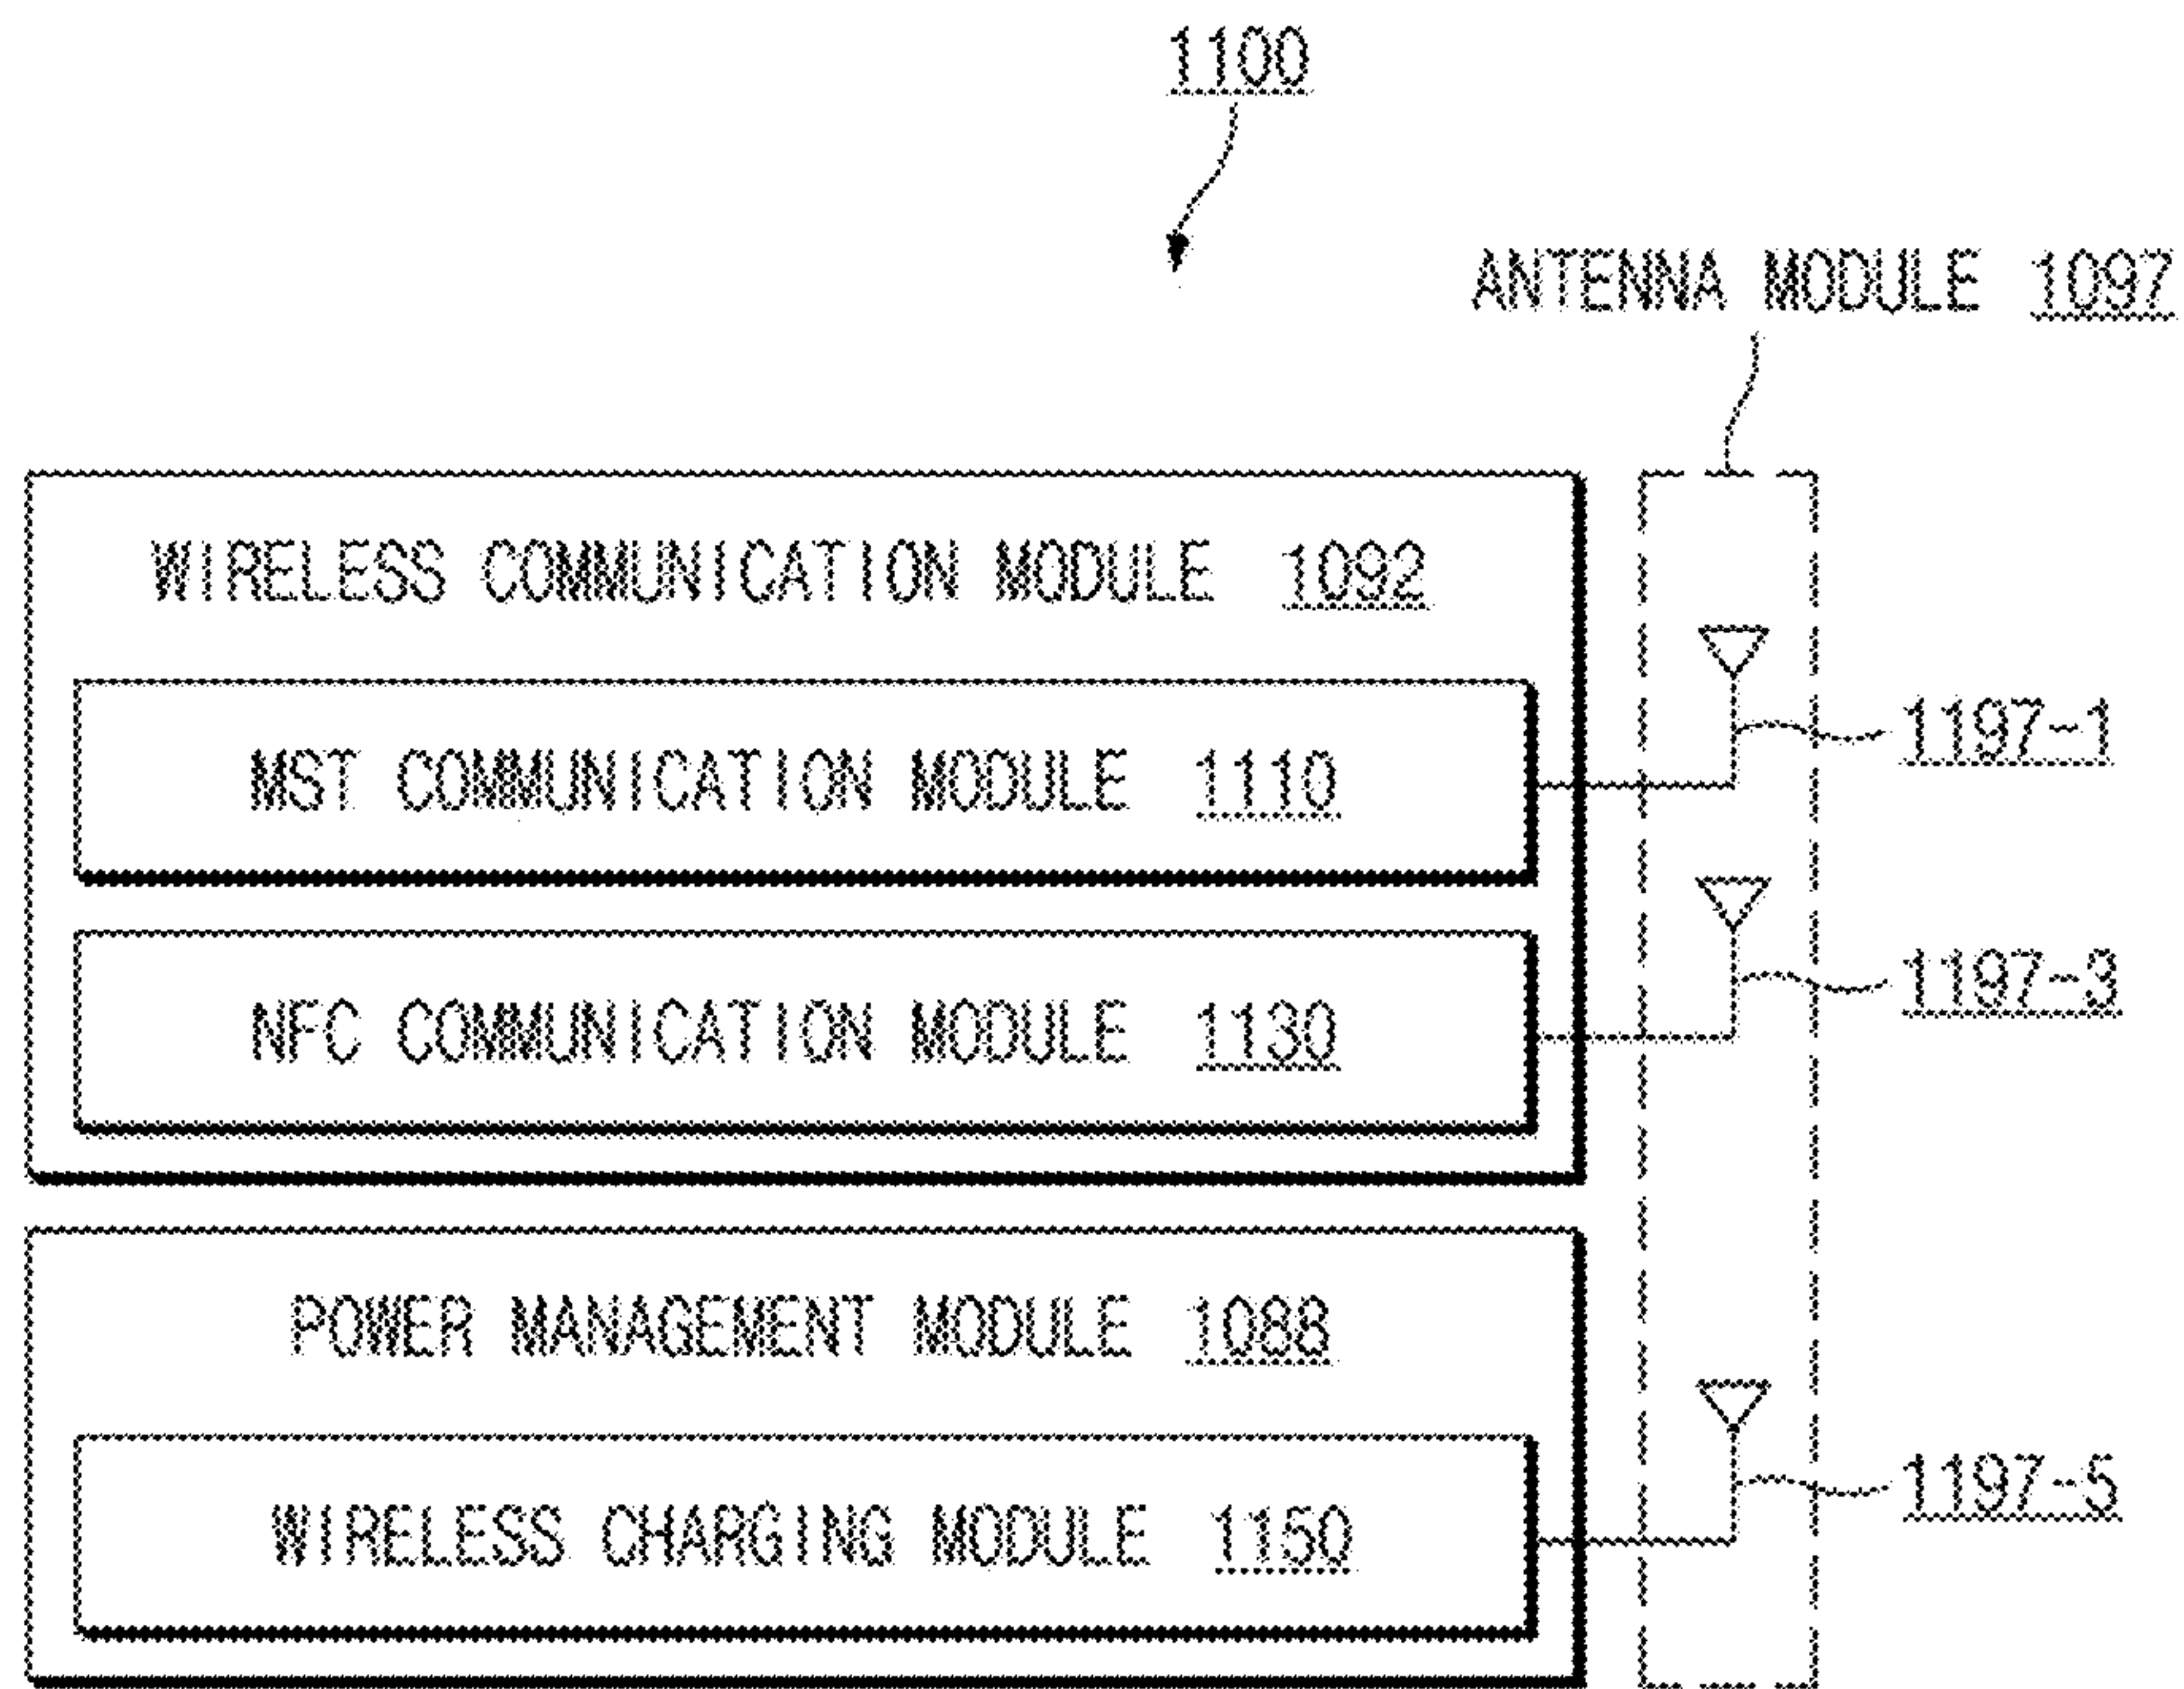 1100
ANTENNA MODULE 1097
WIRELESS COMMUNICATION MODULE 1092
MST COMMUNICATION MODULE 1110
1197-1
NFC COMMUNICATION MODULE 1130
1197-3
POWER MANAGEMENT MODULE 1088
WIRELESS CHARGING MODULE 1150
1197-5